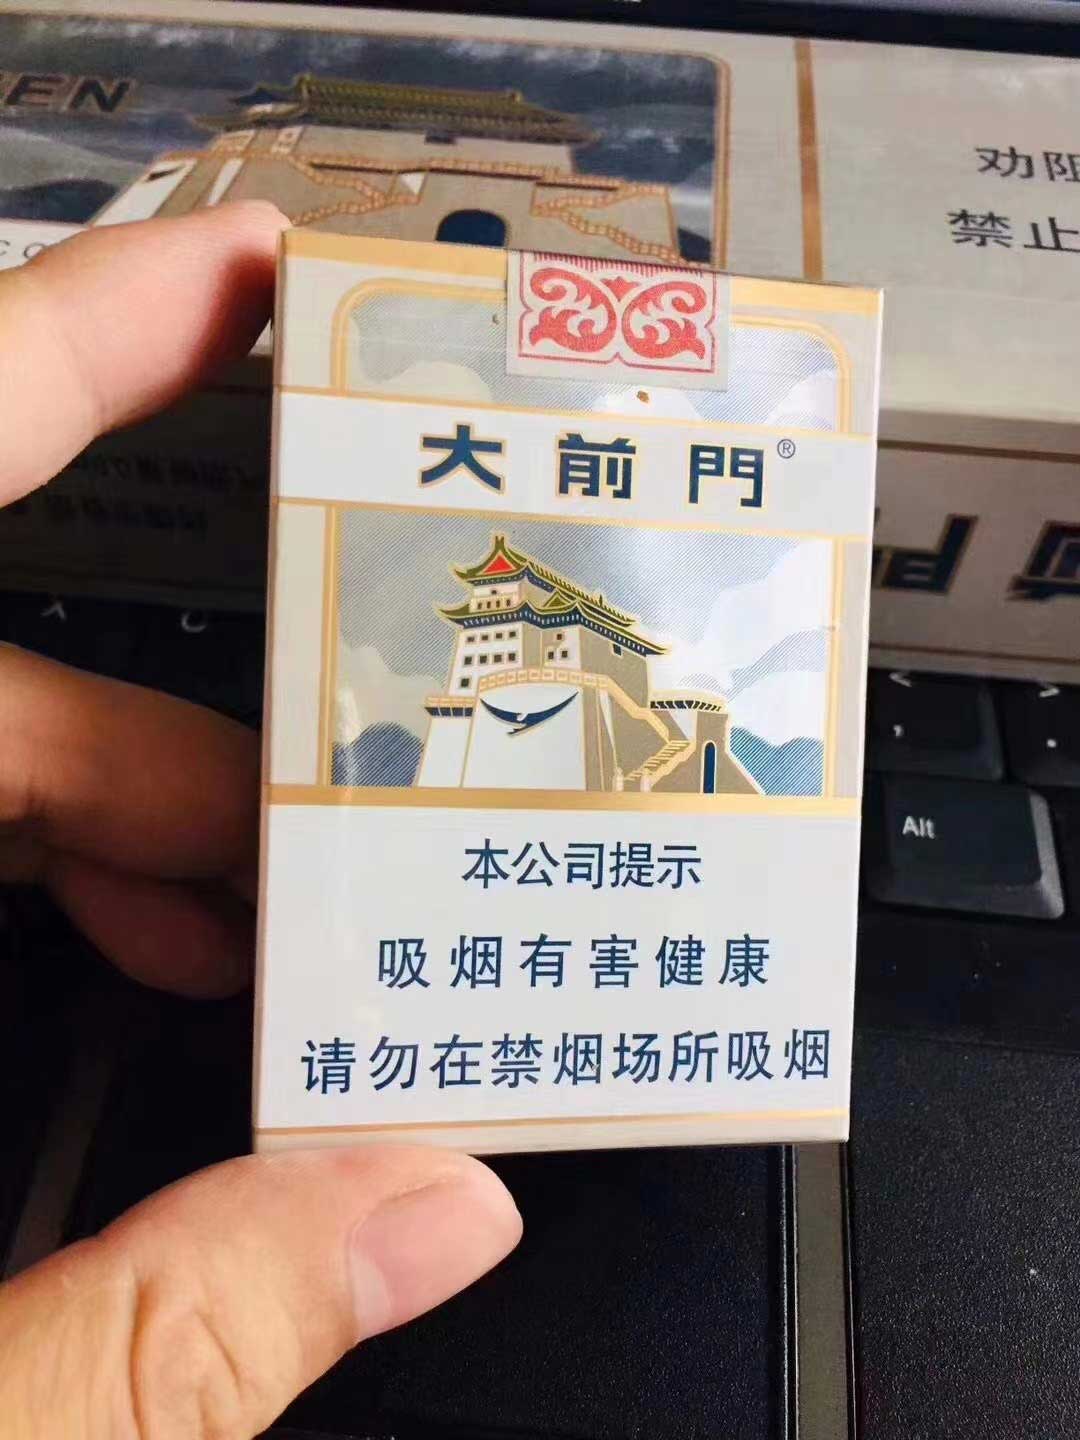 EN
劝阻
禁止
CO
大前門®
本公司提示
吸烟有害健康
请勿在禁烟场所吸烟
<
,
>
.
Alt